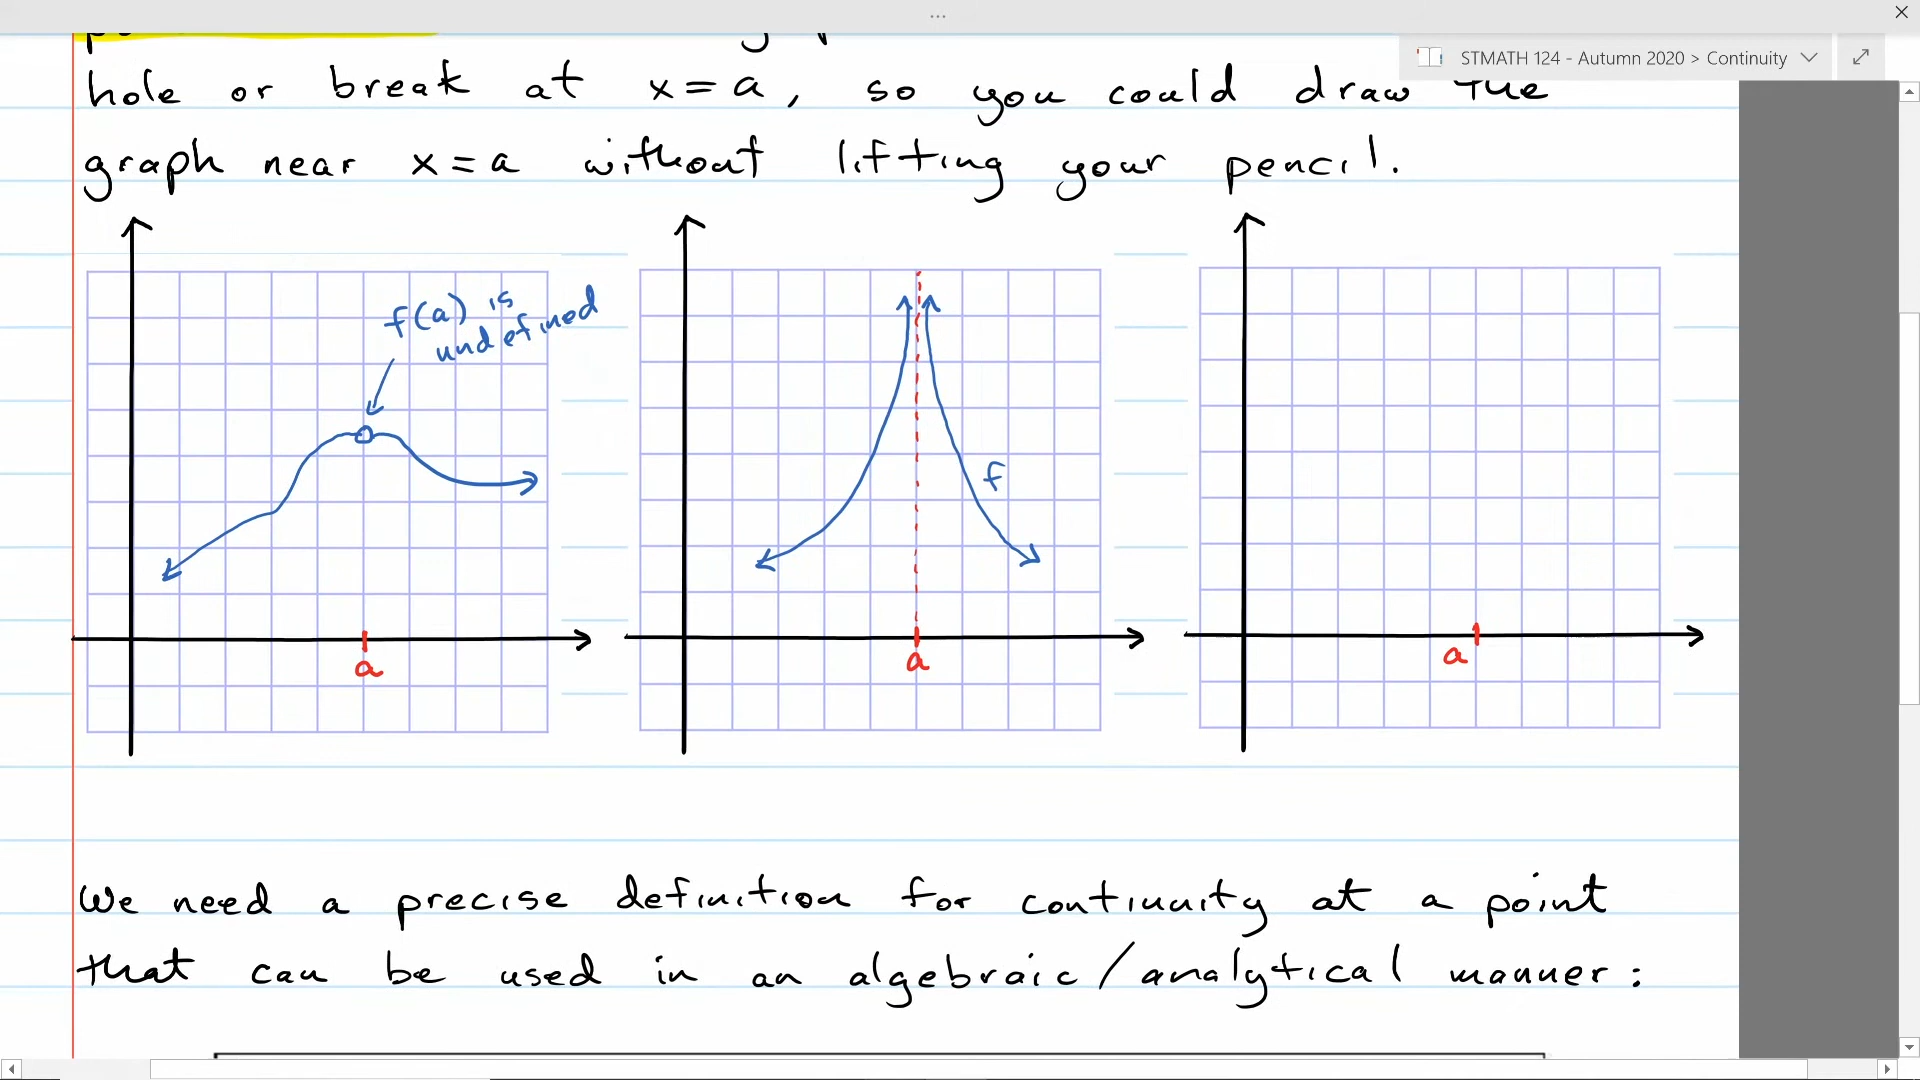 ...
STMATH 124 - Autumn 2020 > Continuity
hole or break at x = a, so you could draw the
graph near x = a without lifting your pencil.
f(a) is
undefined
f
a
a
a
We need a precise definition for continuity at a point
that can be used in an algebraic/analytical manner: